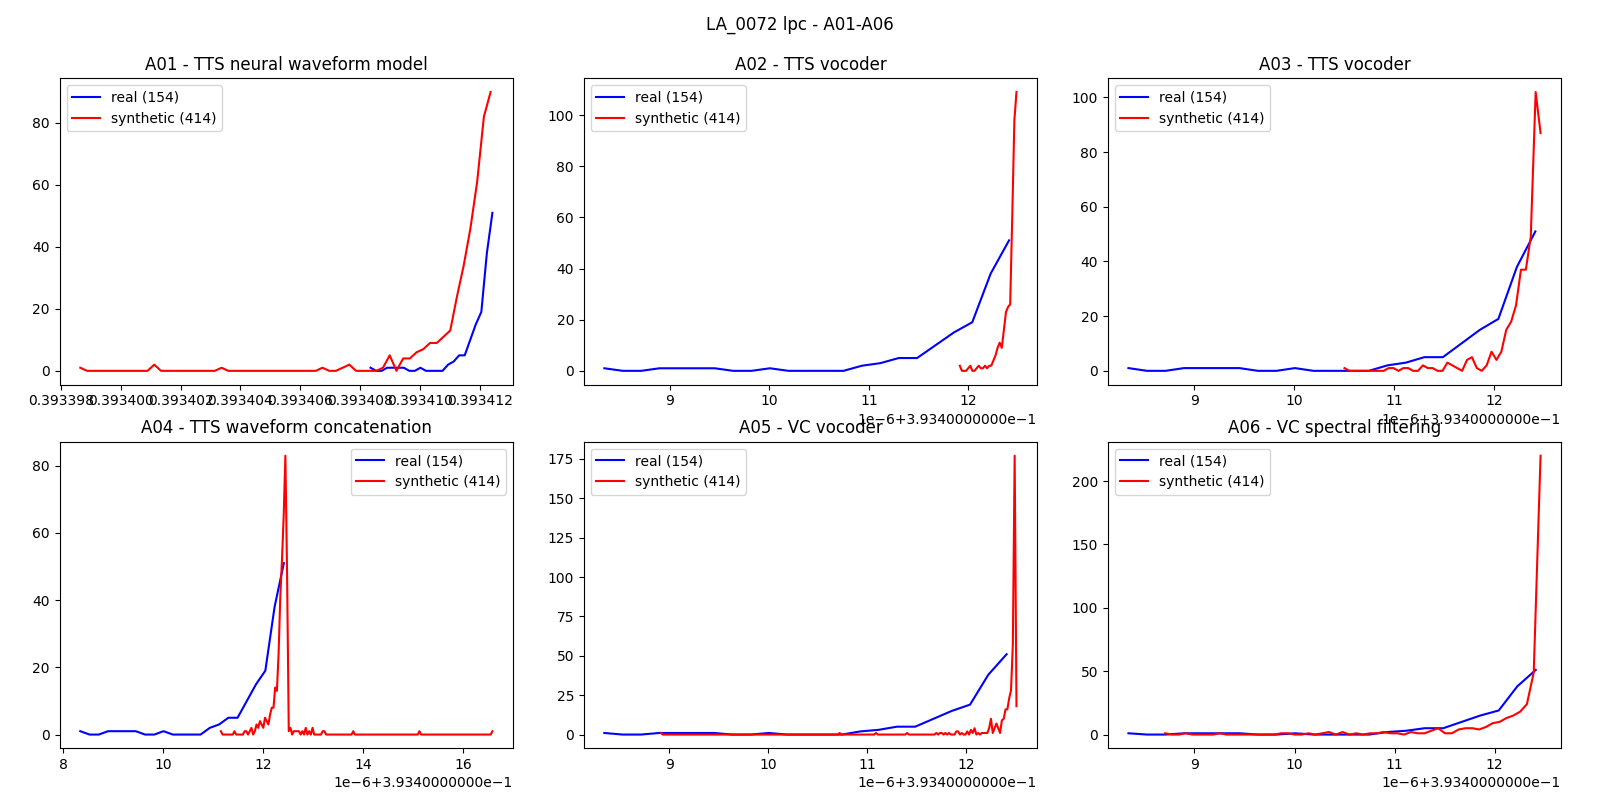 LA_0072 lpc - A01-A06
A01 - TTS neural waveform model
A02 - TTS vocoder
A03 - TTS vocoder
real (154)
synthetic (414)
80
60
40
20
0
0.393398 0.393400 0.393402 0.393404 0.393406 0.393408 0.393410 0.393412
real (154)
synthetic (414)
100
80
60
40
20
0
9 10 11 12
1e−6+3.9340000000e−1
real (154)
synthetic (414)
100
80
60
40
20
0
9 10 11 12
1e−6+3.9340000000e−1
A04 - TTS waveform concatenation
A05 - VC vocoder
A06 - VC spectral filtering
real (154)
synthetic (414)
80
60
40
20
0
8 10 12 14 16
1e−6+3.9340000000e−1
real (154)
synthetic (414)
175
150
125
100
75
50
25
0
9 10 11 12
1e−6+3.9340000000e−1
real (154)
synthetic (414)
200
150
100
50
0
9 10 11 12
1e−6+3.9340000000e−1